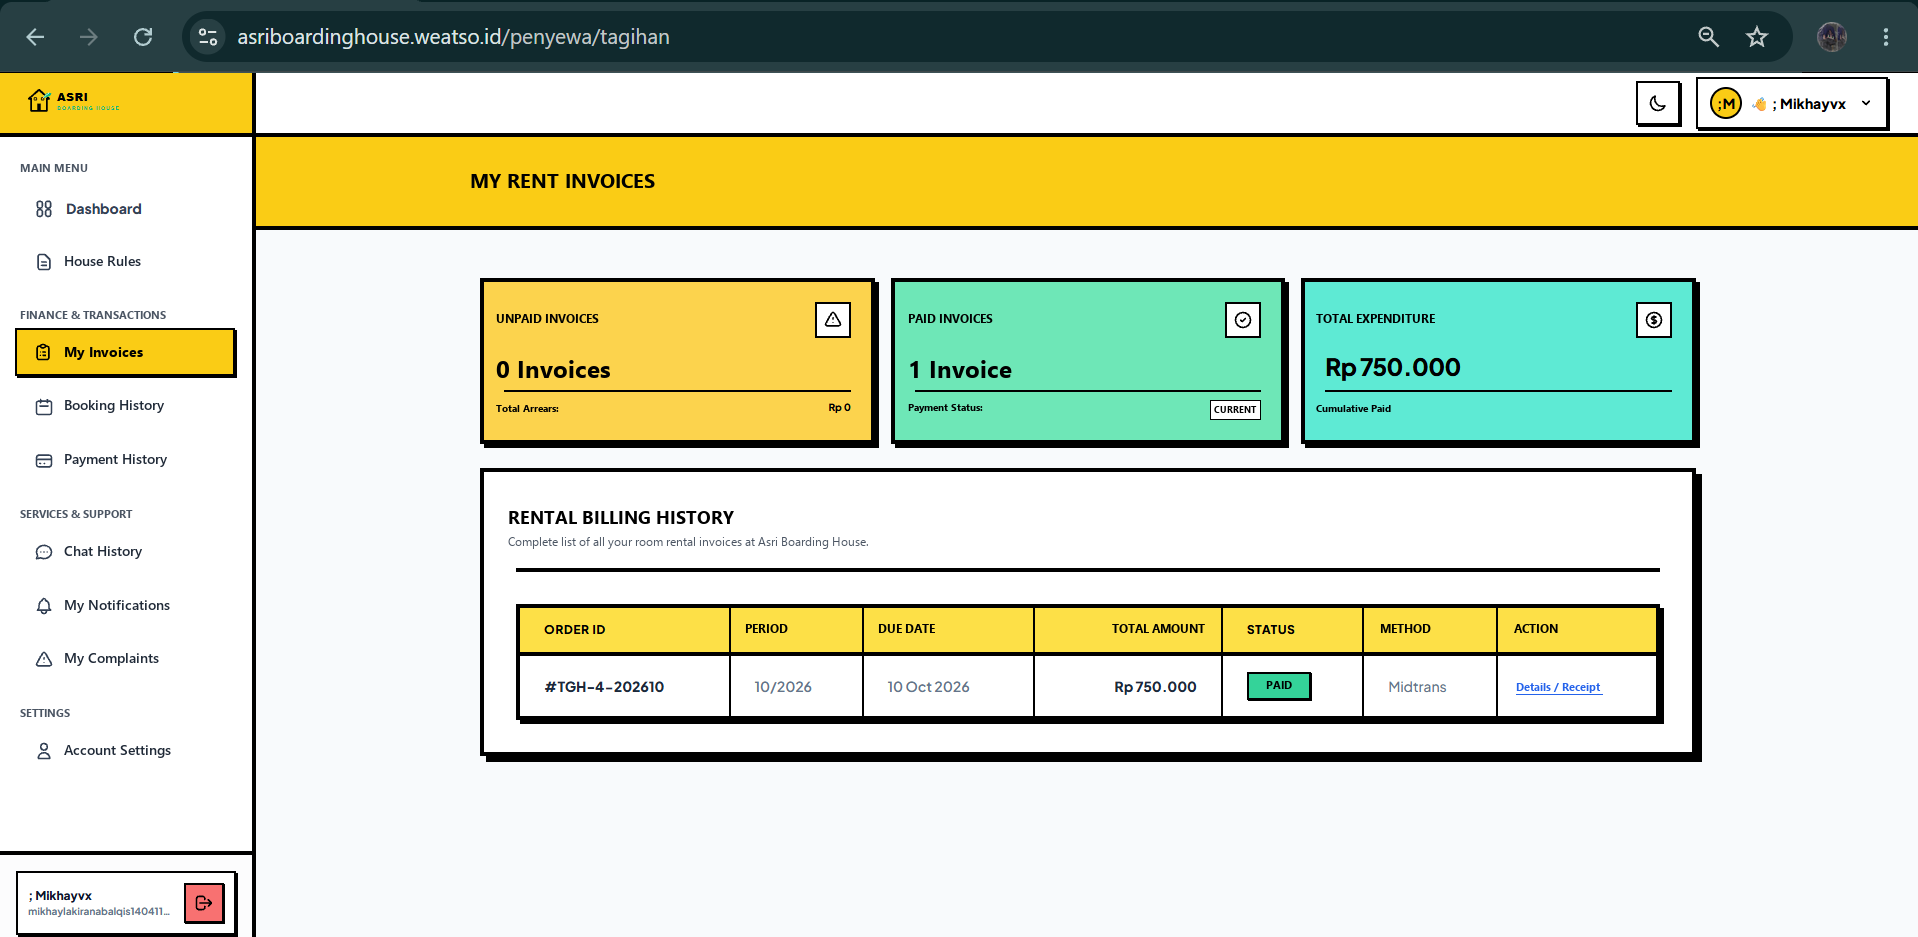 asriboardinghouse.weatso.id/penyewa/tagihan
ASRI
BOARDING HOUSE
;M
👋 ; Mikhayvx
MAIN MENU
Dashboard
House Rules
FINANCE & TRANSACTIONS
My Invoices
Booking History
Payment History
SERVICES & SUPPORT
Chat History
My Notifications
My Complaints
SETTINGS
Account Settings
; Mikhayvx
mikhaylakiranabalqis140411...
MY RENT INVOICES
UNPAID INVOICES
0 Invoices
Total Arrears: Rp 0
PAID INVOICES
1 Invoice
Payment Status: CURRENT
TOTAL EXPENDITURE
Rp 750.000
Cumulative Paid
RENTAL BILLING HISTORY
Complete list of all your room rental invoices at Asri Boarding House.
ORDER ID PERIOD DUE DATE TOTAL AMOUNT STATUS METHOD ACTION
#TGH-4-202610 10/2026 10 Oct 2026 Rp 750.000 PAID Midtrans Details / Receipt